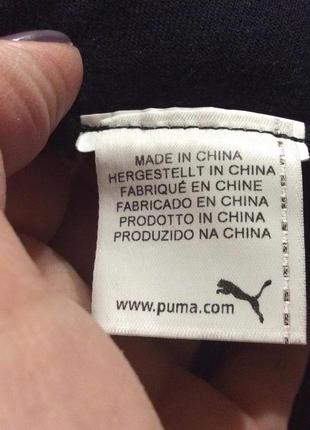 MADE IN CHINA
HERGESTELLT IN CHINA
FABRIQUÉ EN CHINE
FABRICADO EN CHINA
PRODOTTO IN CHINA
PRODUZIDO NA CHINA
www.puma.com